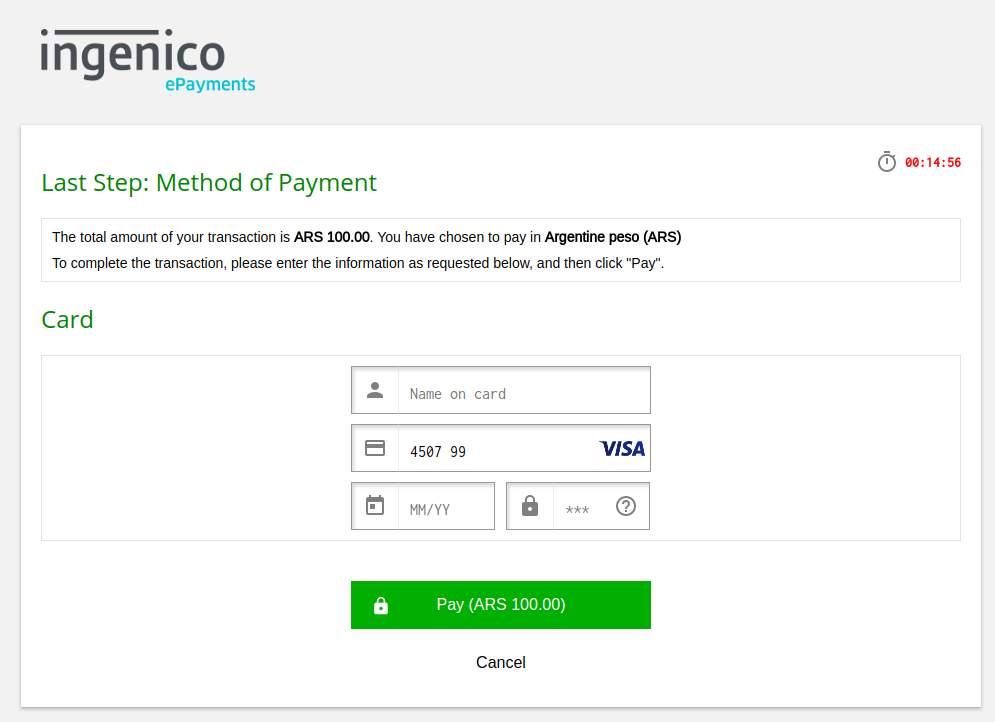 ingenico
ePayments
00:14:56
Last Step: Method of Payment
The total amount of your transaction is ARS 100.00. You have chosen to pay in Argentine peso (ARS)
To complete the transaction, please enter the information as requested below, and then click "Pay".
Card
Name on card
4507 99 VISA
MM/YY *** ?
Pay (ARS 100.00)
Cancel